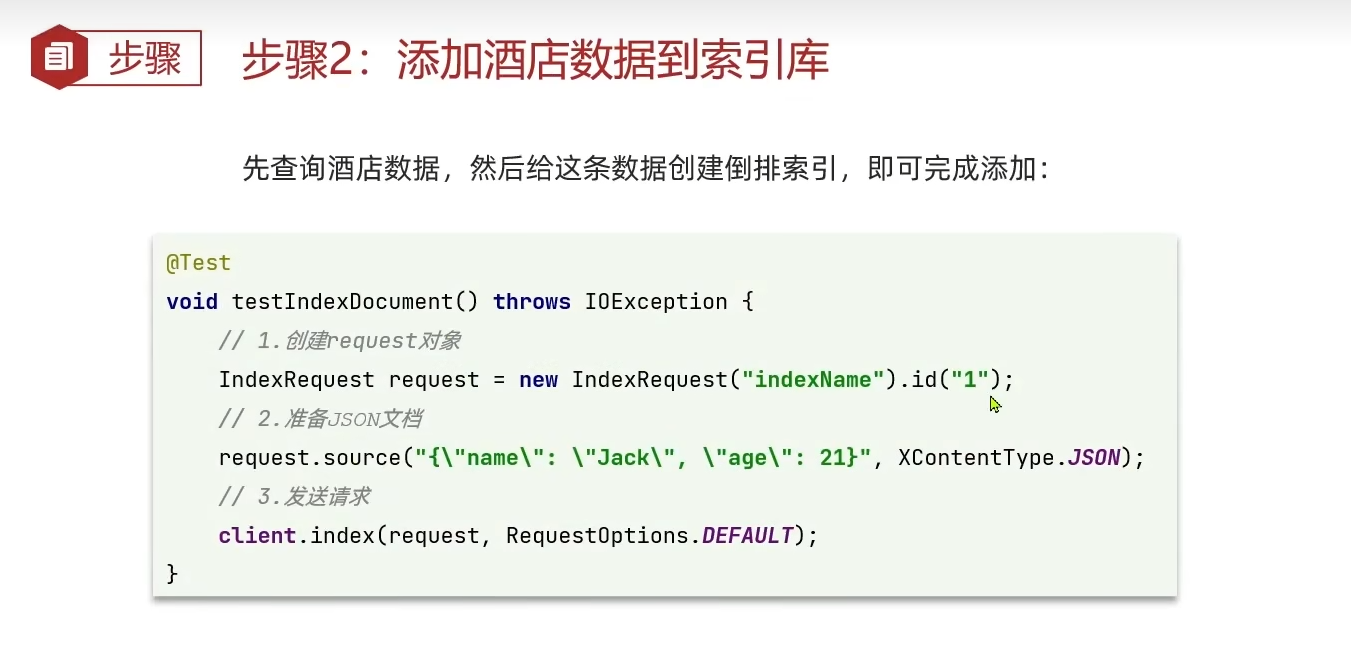 步骤
步骤2：添加酒店数据到索引库
先查询酒店数据，然后给这条数据创建倒排索引，即可完成添加：
@Test
void testIndexDocument() throws IOException {
    // 1.创建request对象
    IndexRequest request = new IndexRequest("indexName").id("1");
    // 2.准备JSON文档
    request.source("{\"name\": \"Jack\", \"age\": 21}", XContentType.JSON);
    // 3.发送请求
    client.index(request, RequestOptions.DEFAULT);
}